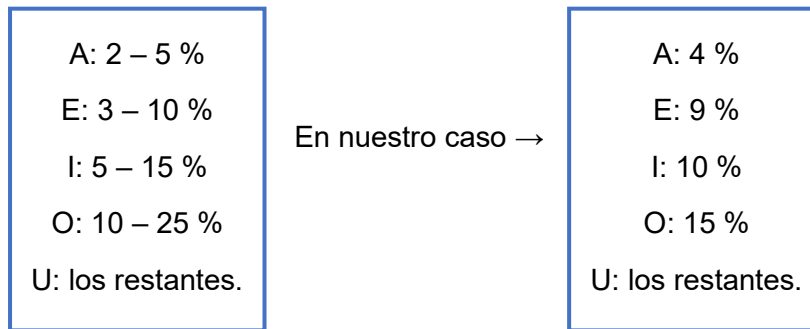 A: 2 – 5 %
E: 3 – 10 %
I: 5 – 15 %
O: 10 – 25 %
U: los restantes.
En nuestro caso →
A: 4 %
E: 9 %
I: 10 %
O: 15 %
U: los restantes.